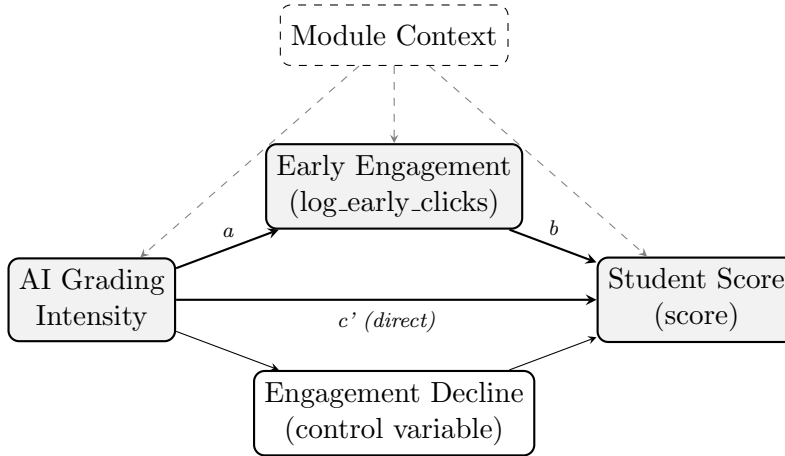 Module Context
Early Engagement
(log_early_clicks)
a
b
AI Grading
Intensity
c' (direct)
Student Score
(score)
Engagement Decline
(control variable)